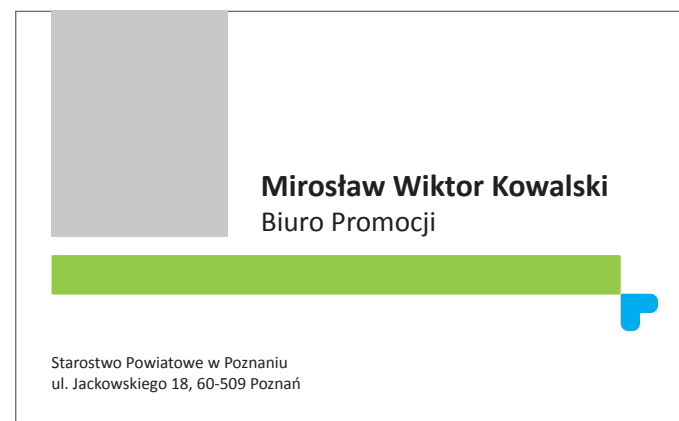 Mirosław Wiktor Kowalski
Biuro Promocji
Starostwo Powiatowe w Poznaniu
ul. Jackowskiego 18, 60-509 Poznań